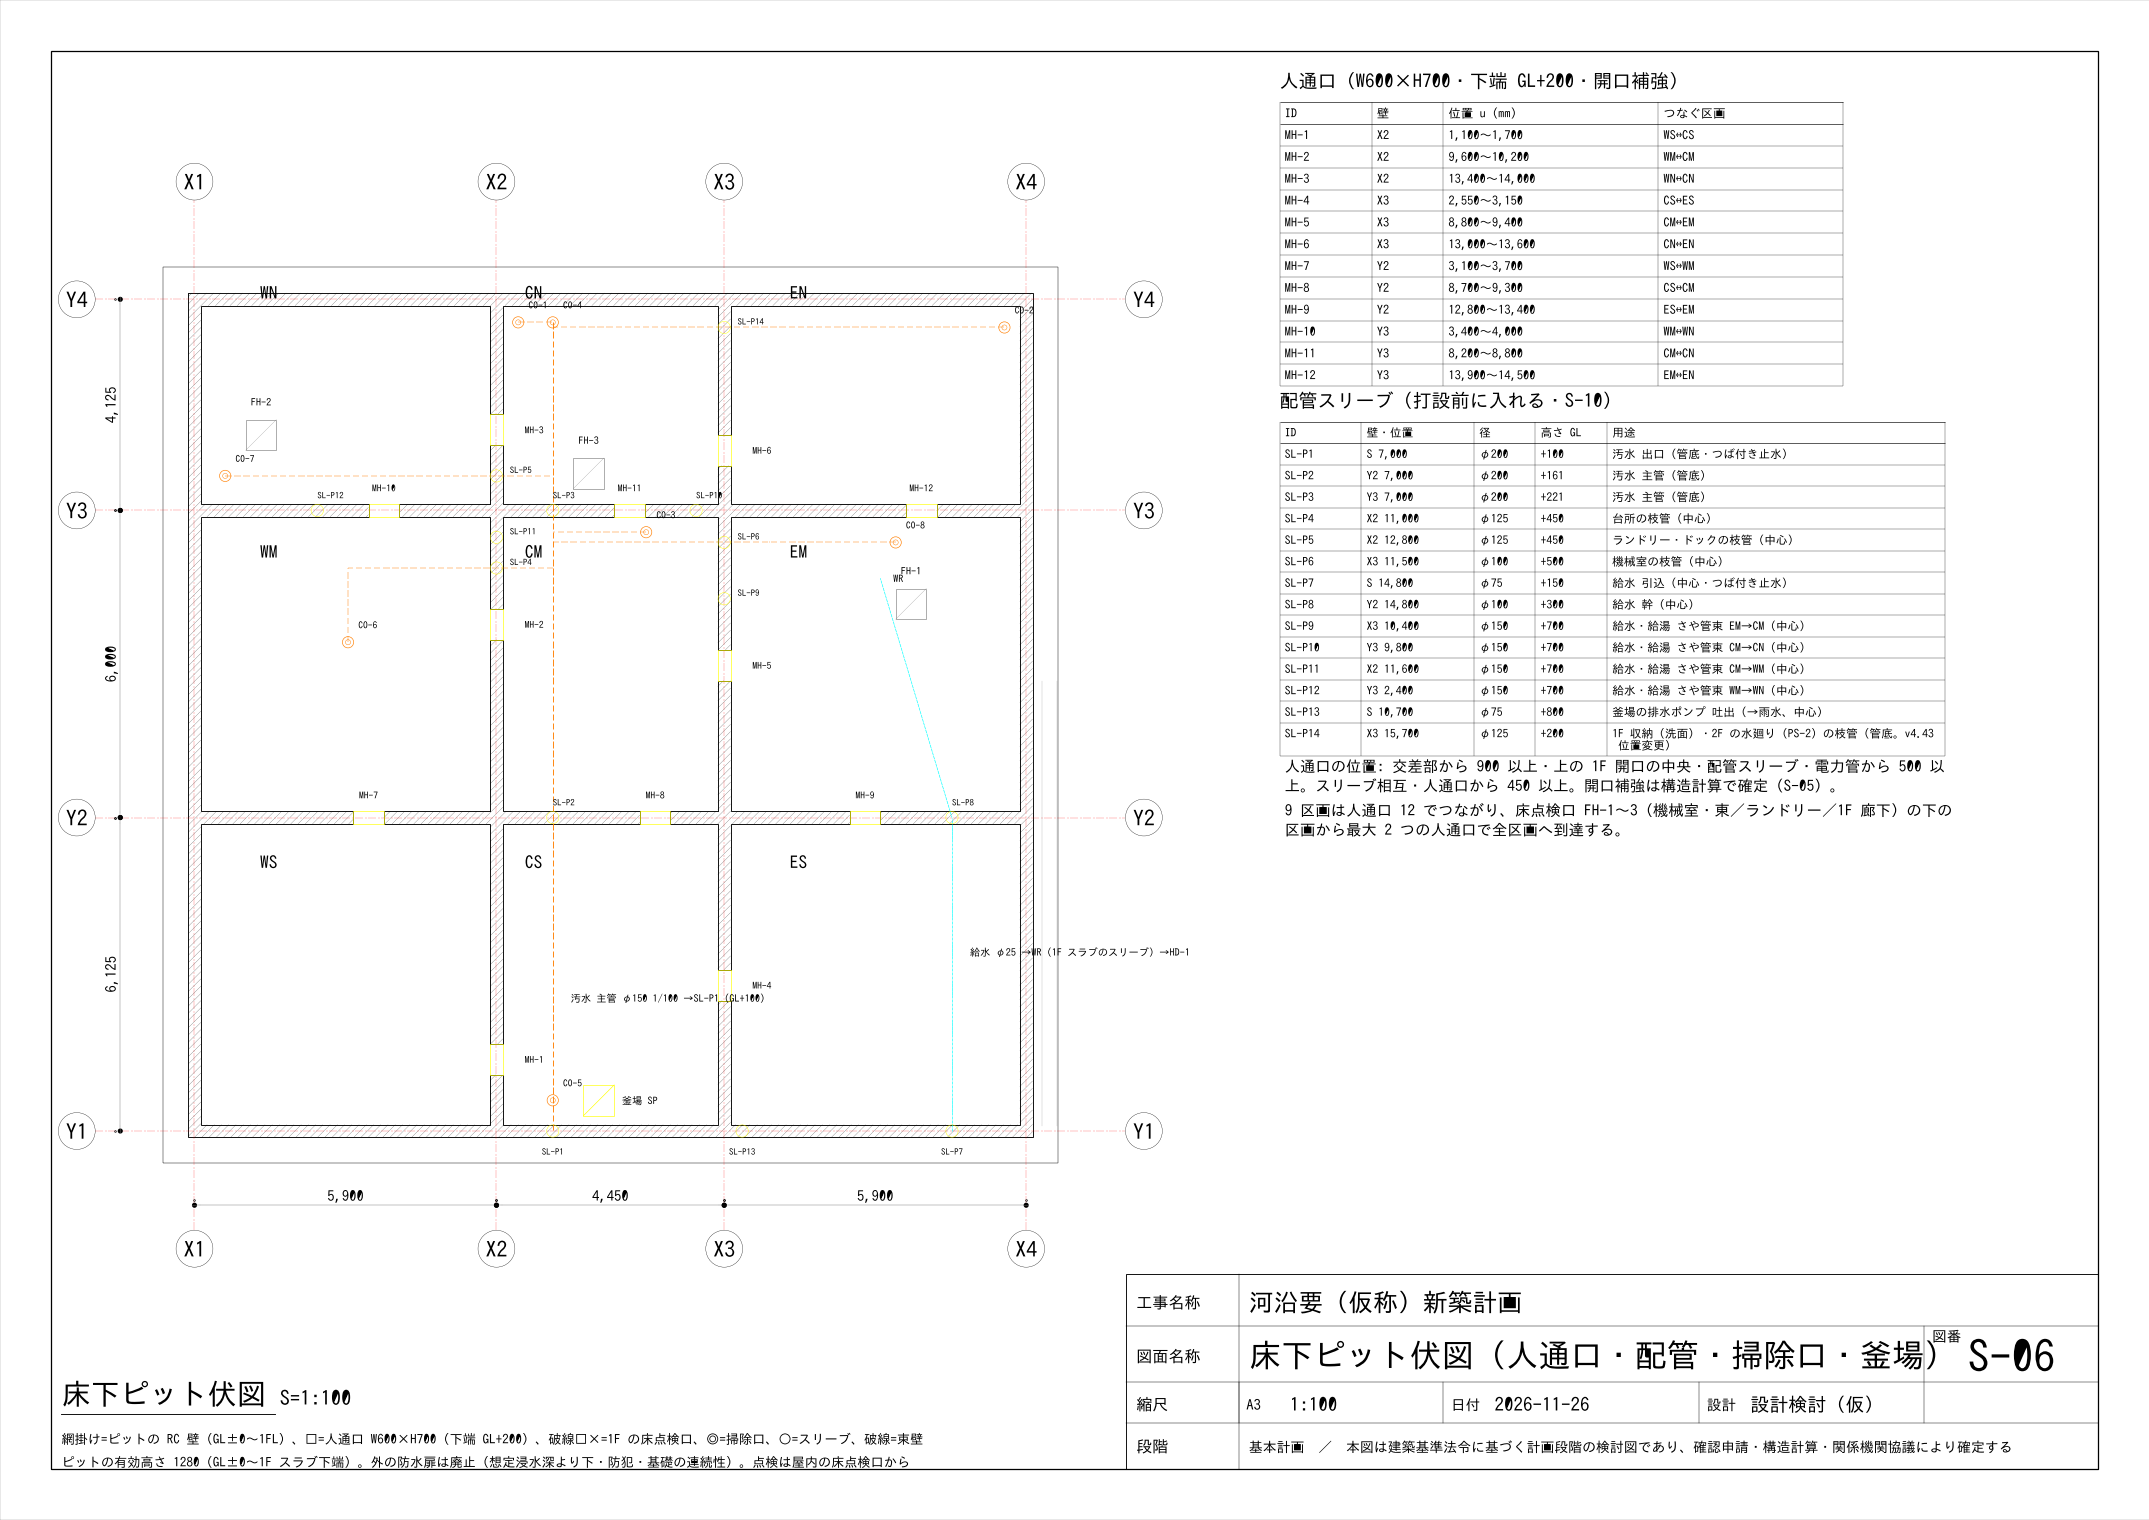 X1 X2 X3 X4
Y4 Y4
WN CN EN
CO-1 CO-4 CO-2
SL-P14
4,125
FH-2
MH-3
FH-3
MH-6
CO-7
SL-P5
MH-10 MH-11 MH-12
SL-P12 SL-P3 SL-P10
Y3 Y3
CO-3
CO-8
SL-P11 SL-P6
WM CM EM
SL-P4
FH-1
WR
SL-P9
CO-6 MH-2
6,000
MH-5
MH-7 MH-8 MH-9
SL-P2 SL-P8
Y2 Y2
WS CS ES
給水 φ25 →WR（1F スラブのスリーブ）→HD-1
6,125
MH-4
汚水 主管 φ150 1/100 →SL-P1（GL+100）
MH-1
CO-5
釜場 SP
Y1 Y1
SL-P1 SL-P13 SL-P7
5,900 4,450 5,900
X1 X2 X3 X4
人通口（W600×H700・下端 GL+200・開口補強）
ID 壁 位置 u（mm） つなぐ区画
MH-1 X2 1,100～1,700 WS↔CS
MH-2 X2 9,600～10,200 WM↔CM
MH-3 X2 13,400～14,000 WN↔CN
MH-4 X3 2,550～3,150 CS↔ES
MH-5 X3 8,800～9,400 CM↔EM
MH-6 X3 13,000～13,600 CN↔EN
MH-7 Y2 3,100～3,700 WS↔WM
MH-8 Y2 8,700～9,300 CS↔CM
MH-9 Y2 12,800～13,400 ES↔EM
MH-10 Y3 3,400～4,000 WM↔WN
MH-11 Y3 8,200～8,800 CM↔CN
MH-12 Y3 13,900～14,500 EM↔EN
配管スリーブ（打設前に入れる・S-10）
ID 壁・位置 径 高さ GL 用途
SL-P1 S 7,000 φ200 +100 汚水 出口（管底・つば付き止水）
SL-P2 Y2 7,000 φ200 +161 汚水 主管（管底）
SL-P3 Y3 7,000 φ200 +221 汚水 主管（管底）
SL-P4 X2 11,000 φ125 +450 台所の枝管（中心）
SL-P5 X2 12,800 φ125 +450 ランドリー・ドックの枝管（中心）
SL-P6 X3 11,500 φ100 +500 機械室の枝管（中心）
SL-P7 S 14,800 φ75 +150 給水 引込（中心・つば付き止水）
SL-P8 Y2 14,800 φ100 +300 給水 幹（中心）
SL-P9 X3 10,400 φ150 +700 給水・給湯 さや管束 EM→CM（中心）
SL-P10 Y3 9,800 φ150 +700 給水・給湯 さや管束 CM→CN（中心）
SL-P11 X2 11,600 φ150 +700 給水・給湯 さや管束 CM→WM（中心）
SL-P12 Y3 2,400 φ150 +700 給水・給湯 さや管束 WM→WN（中心）
SL-P13 S 10,700 φ75 +800 釜場の排水ポンプ 吐出（→雨水、中心）
SL-P14 X3 15,700 φ125 +200 1F 収納（洗面）・2F の水廻り（PS-2）の枝管（管底。v4.43
位置変更）
人通口の位置: 交差部から 900 以上・上の 1F 開口の中央・配管スリーブ・電力管から 500 以
上。スリーブ相互・人通口から 450 以上。開口補強は構造計算で確定（S-05）。
9 区画は人通口 12 でつながり、床点検口 FH-1～3（機械室・東／ランドリー／1F 廊下）の下の
区画から最大 2 つの人通口で全区画へ到達する。
床下ピット伏図 S=1:100
網掛け=ピットの RC 壁（GL±0～1FL）、□=人通口 W600×H700（下端 GL+200）、破線□×=1F の床点検口、◎=掃除口、○=スリーブ、破線=東壁
ピットの有効高さ 1280（GL±0～1F スラブ下端）。外の防水扉は廃止（想定浸水深より下・防犯・基礎の連続性）。点検は屋内の床点検口から
工事名称 河沿要（仮称）新築計画
図面名称 床下ピット伏図（人通口・配管・掃除口・釜場） 図番 S-06
縮尺 A3 1:100 日付 2026-11-26 設計 設計検討（仮）
段階 基本計画 ／ 本図は建築基準法令に基づく計画段階の検討図であり、確認申請・構造計算・関係機関協議により確定する